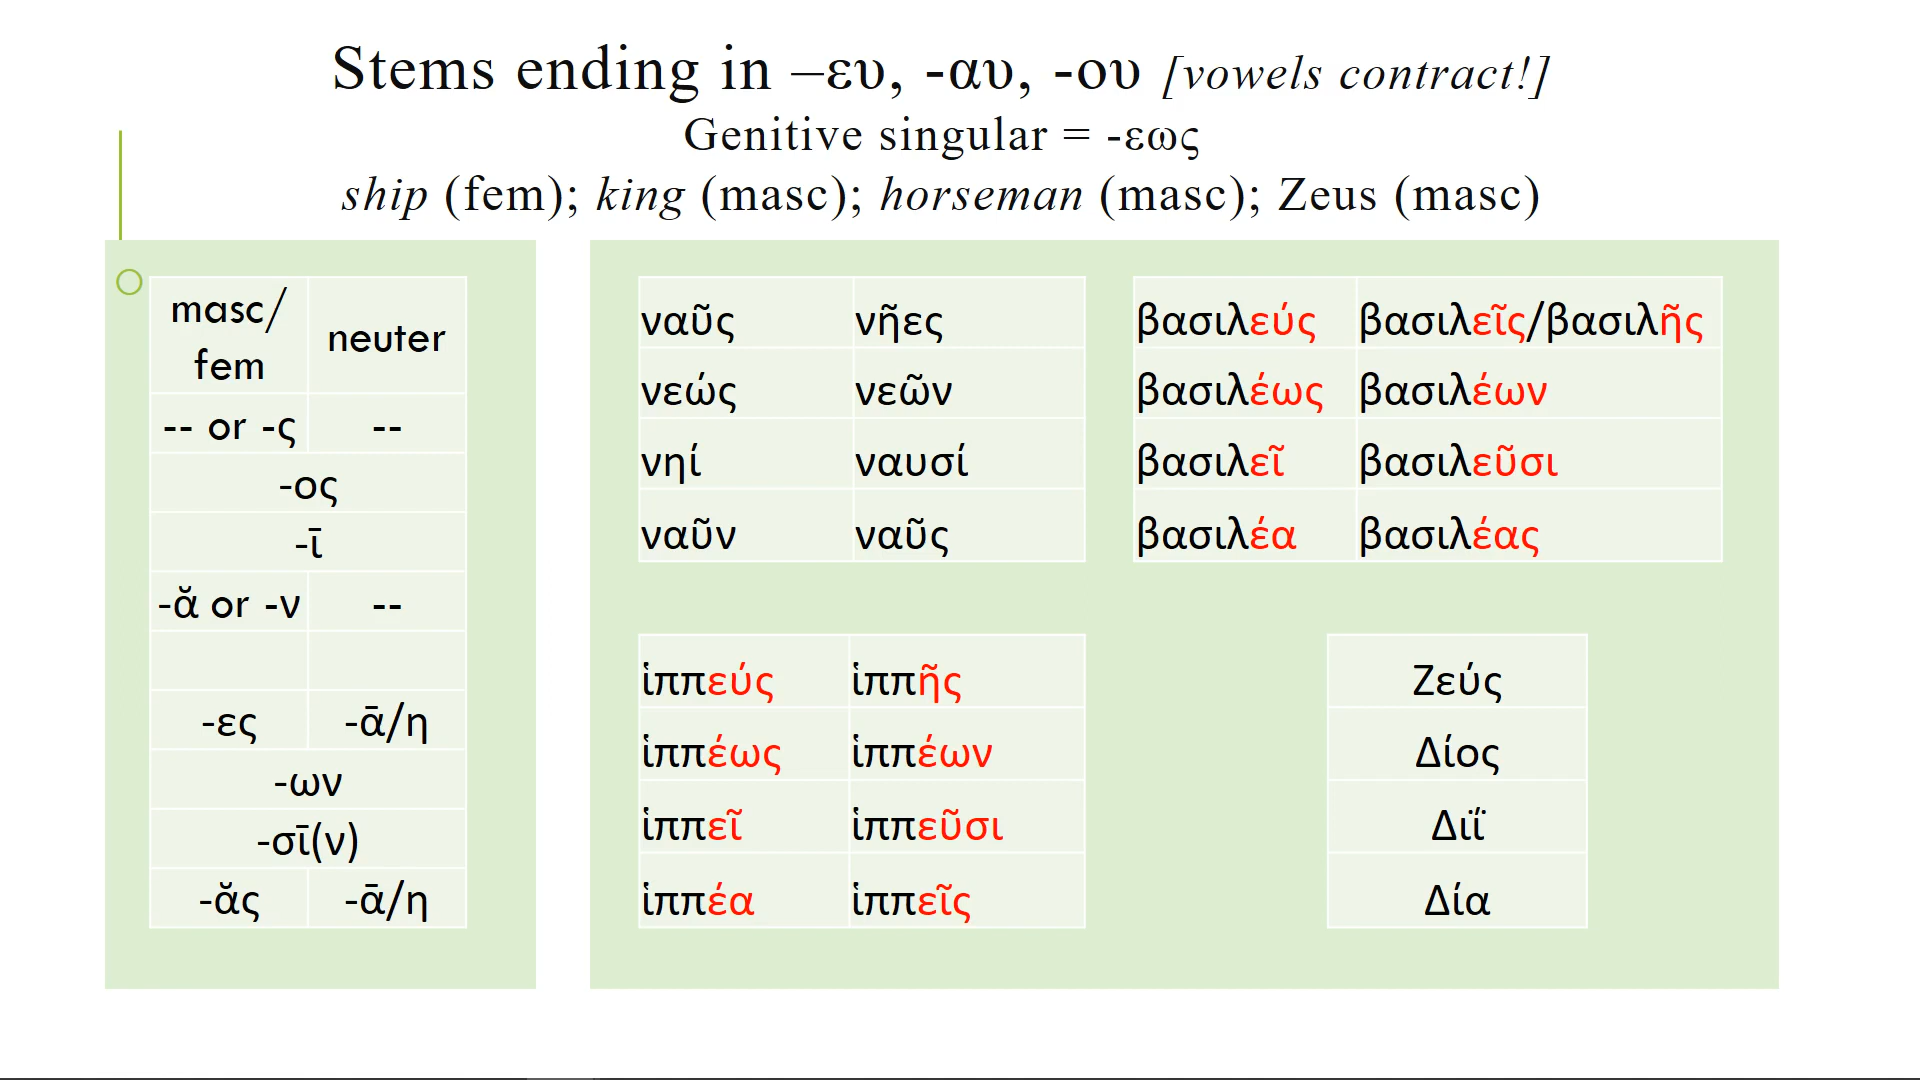 Stems ending in –ευ, -αυ, -ου [vowels contract!]
Genitive singular = -εως
ship (fem); king (masc); horseman (masc); Zeus (masc)
masc/
fem
neuter
-- or -ς --
-ος
-ῑ
-ᾰ or -ν --
-ες -ᾱ/η
-ων
-σῑ(ν)
-ᾰς -ᾱ/η
ναῦς νῆες
νεώς νεῶν
νηί ναυσί
ναῦν ναῦς
βασιλεύς βασιλεῖς/βασιλῆς
βασιλέως βασιλέων
βασιλεῖ βασιλεῦσι
βασιλέα βασιλέας
ἱππεύς ἱππῆς
ἱππέως ἱππέων
ἱππεῖ ἱππεῦσι
ἱππέα ἱππεῖς
Ζεύς
Δίος
Διΐ
Δία